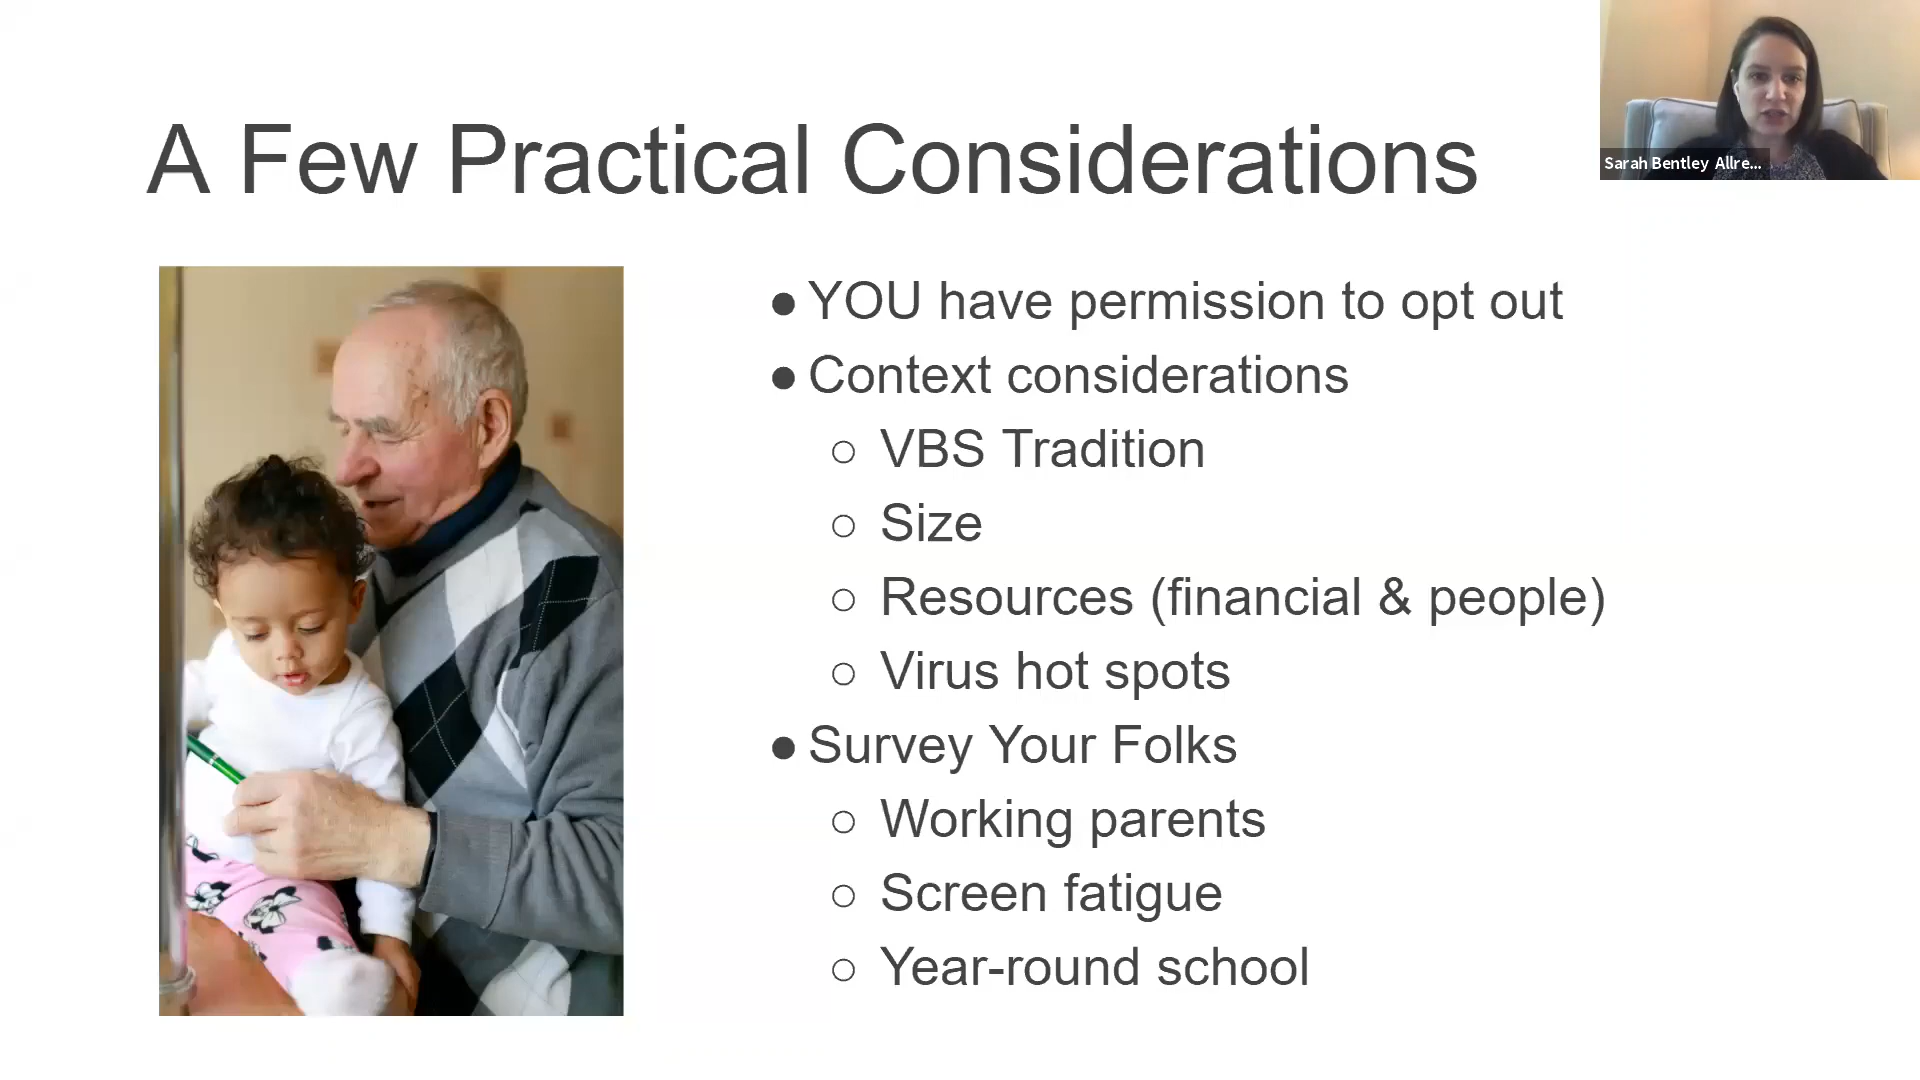 A Few Practical Considerations
Sarah Bentley Allre...
● YOU have permission to opt out
● Context considerations
○ VBS Tradition
○ Size
○ Resources (financial & people)
○ Virus hot spots
● Survey Your Folks
○ Working parents
○ Screen fatigue
○ Year-round school